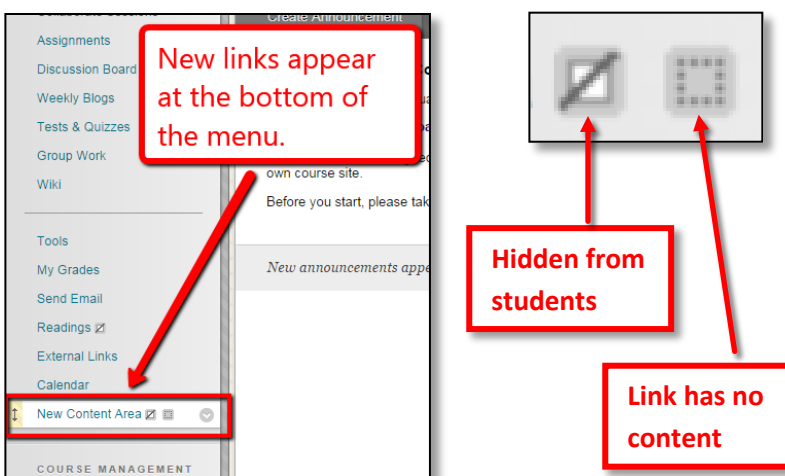 Collaborate Sessions
Assignments
Discussion Board
Weekly Blogs
Tests & Quizzes
Group Work
Wiki
Tools
My Grades
Send Email
Readings
External Links
Calendar
New Content Area
COURSE MANAGEMENT
Create Announcement
own course site.
Before you start, please tak
New announcements appe
New links appear
at the bottom of
the menu.
Hidden from
students
Link has no
content